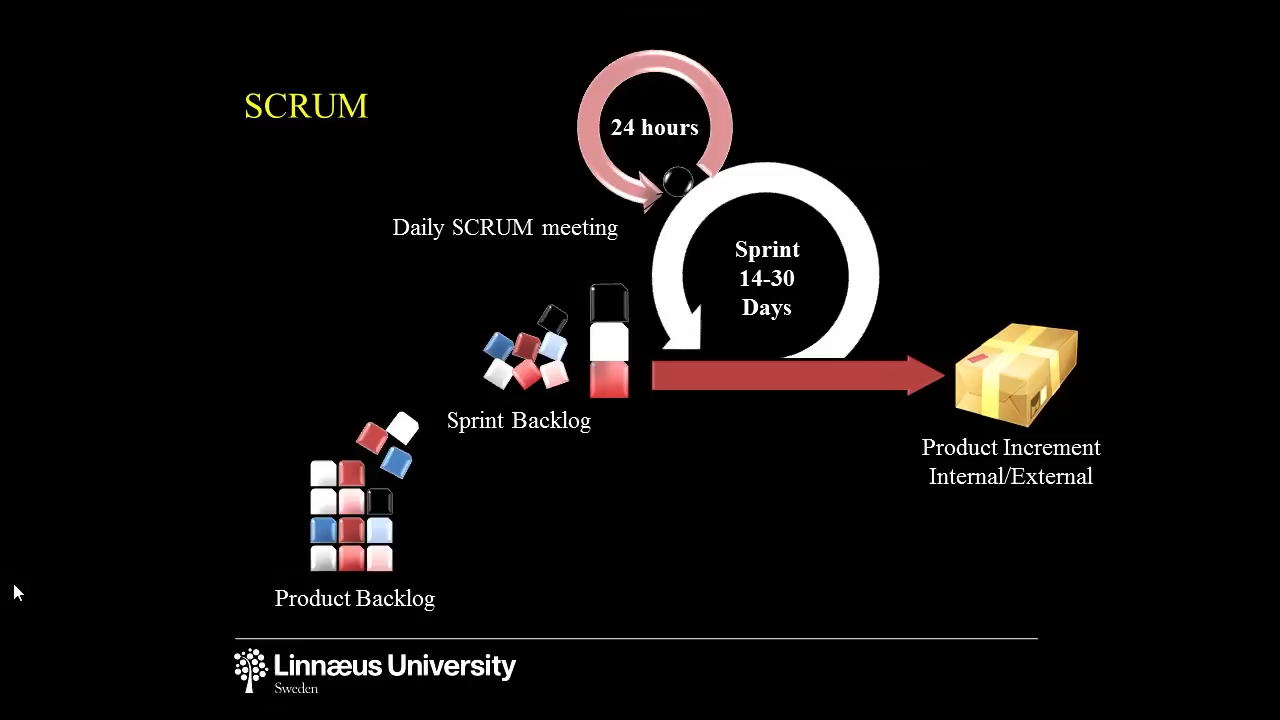 SCRUM
24 hours
Daily SCRUM meeting
Sprint
14-30
Days
Sprint Backlog
Product Increment
Internal/External
Product Backlog
Linnæus University
Sweden